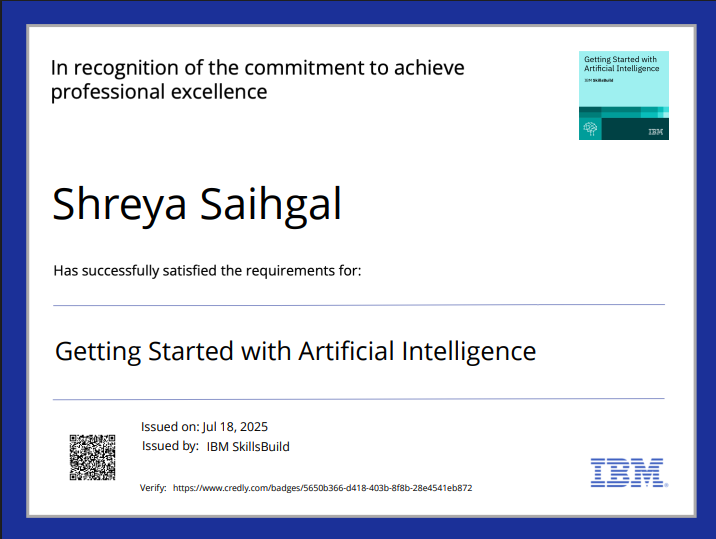 In recognition of the commitment to achieve
professional excellence
Getting Started with
Artificial Intelligence
IBM SkillsBuild
IBM
Shreya Saihgal
Has successfully satisfied the requirements for:
Getting Started with Artificial Intelligence
Issued on: Jul 18, 2025
Issued by: IBM SkillsBuild
Verify: https://www.credly.com/badges/5650b366-d418-403b-8f8b-28e4541eb872
IBM.